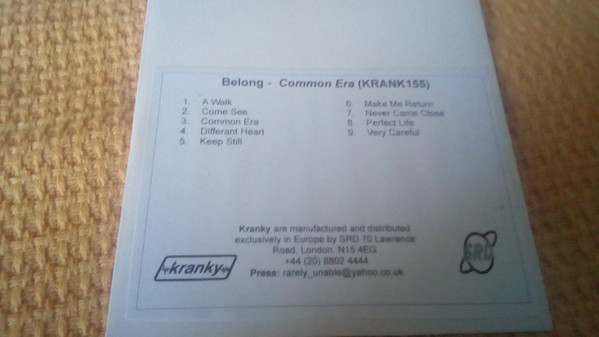 Belong - Common Era (KRANK155)
1. A Walk
2. Come See
3. Common Era
4. Differant Heart
5. Keep Still
6. Make Me Return
7. Never Came Close
8. Perfect Life
9. Very Careful
Kranky are manufactured and distributed
exclusively in Europe by SRD 70 Lawrence
Road, London. N15 4EG
+44 (20) 8802 4444
Press: rarely_unable@yahoo.co.uk
kranky
SRD